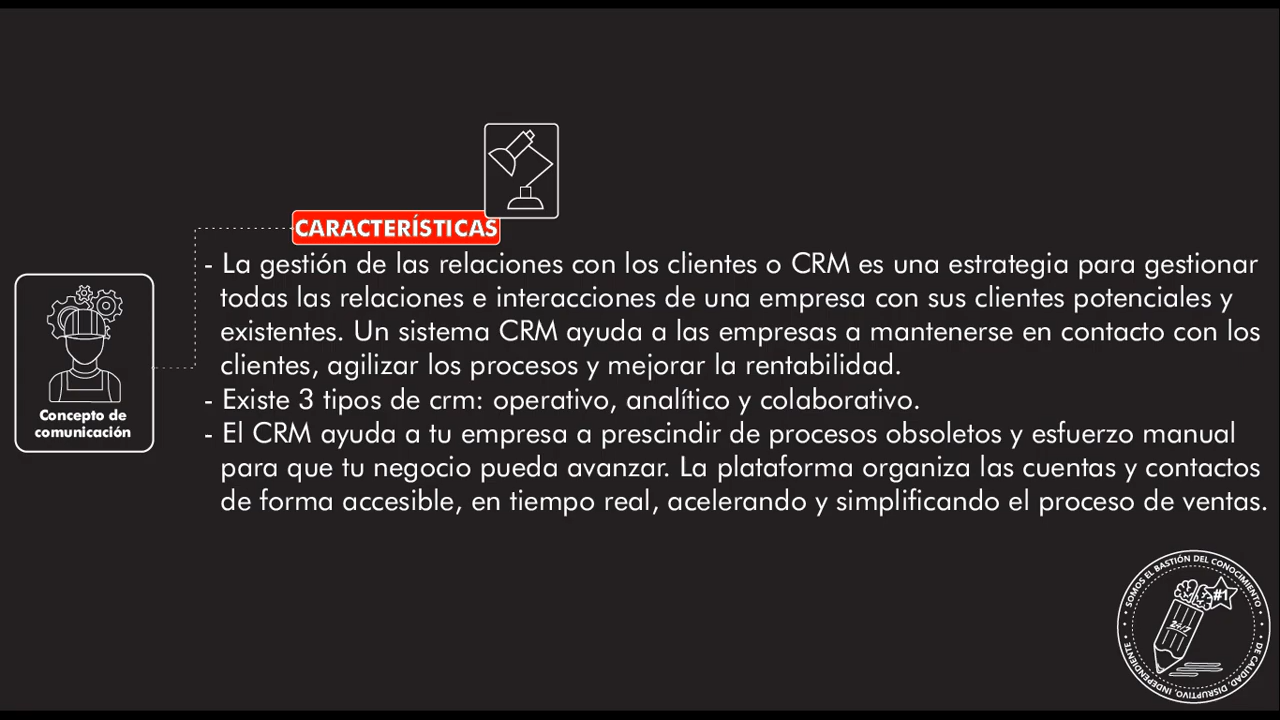 CARACTERÍSTICAS
- La gestión de las relaciones con los clientes o CRM es una estrategia para gestionar
todas las relaciones e interacciones de una empresa con sus clientes potenciales y
existentes. Un sistema CRM ayuda a las empresas a mantenerse en contacto con los
clientes, agilizar los procesos y mejorar la rentabilidad.
- Existe 3 tipos de crm: operativo, analítico y colaborativo.
- El CRM ayuda a tu empresa a prescindir de procesos obsoletos y esfuerzo manual
para que tu negocio pueda avanzar. La plataforma organiza las cuentas y contactos
de forma accesible, en tiempo real, acelerando y simplificando el proceso de ventas.
Concepto de
comunicación
SOMOS EL BASTIÓN DEL CONOCIMIENTO
DE CALIDAD, DISRUPTIVO, INDEPENDIENTE
#1
24/7